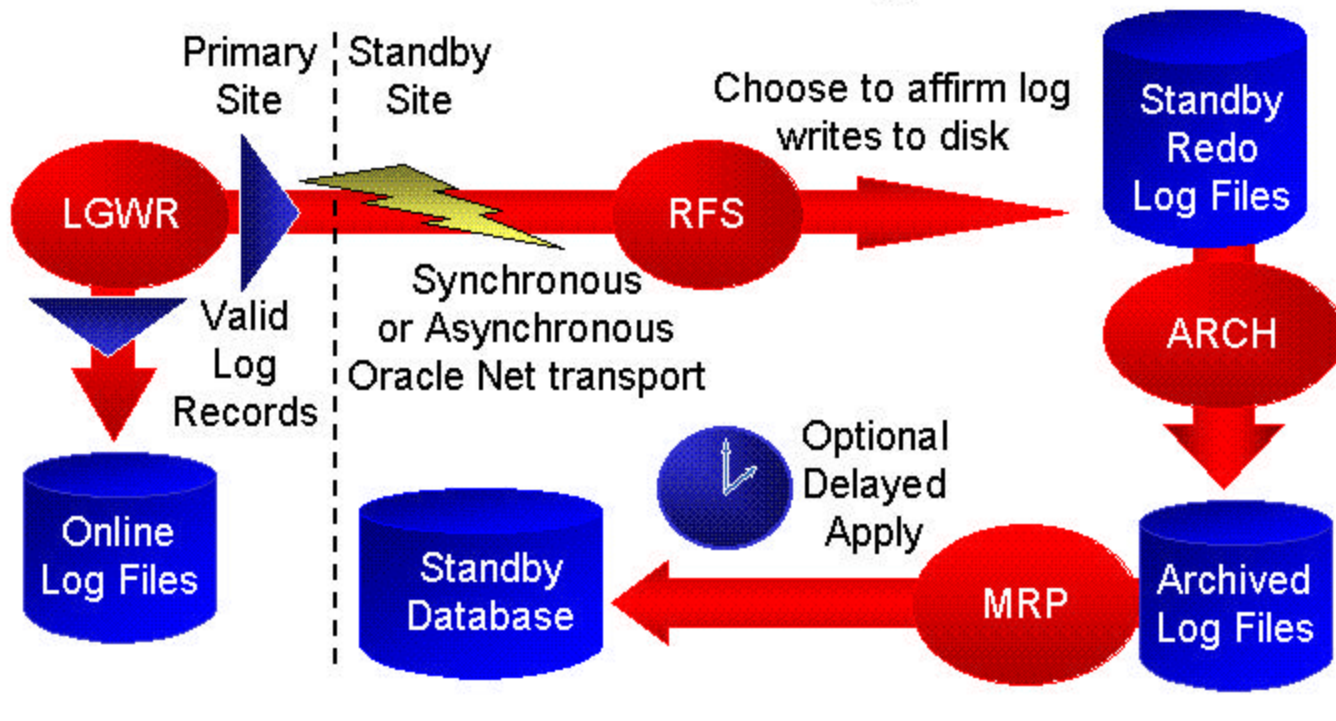 Primary
Site
Standby
Site
Choose to affirm log
writes to disk
Standby
Redo
Log Files
LGWR
RFS
Valid
Log
Records
Synchronous
or Asynchronous
Oracle Net transport
ARCH
Online
Log Files
Standby
Database
Optional
Delayed
Apply
MRP
Archived
Log Files